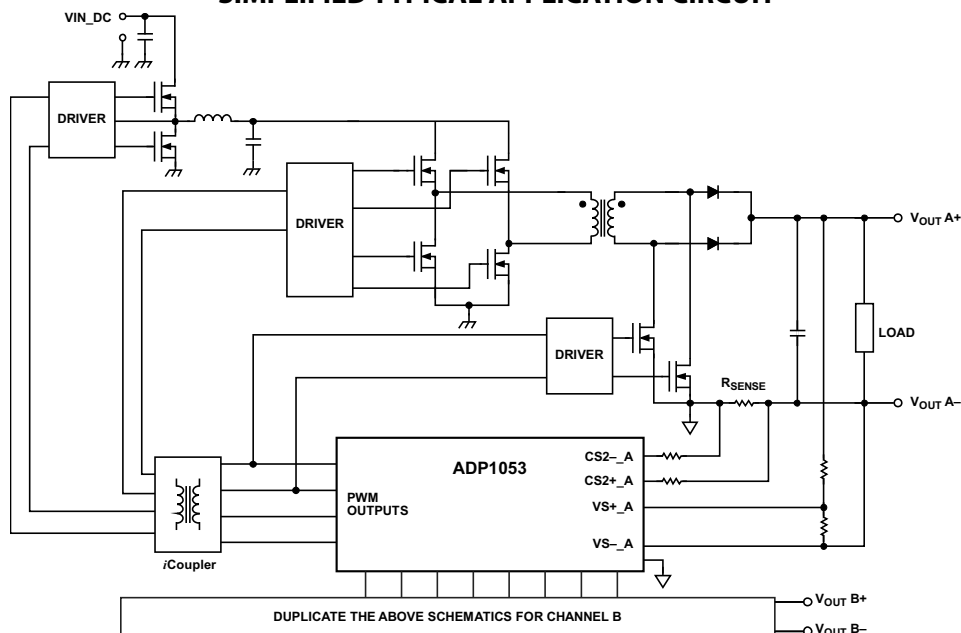 SIMPLIFIED TYPICAL APPLICATION CIRCUIT
VIN_DC
DRIVER
DRIVER
VOUT A+
DRIVER
LOAD
RSENSE
VOUT A–
ADP1053
CS2–_A
CS2+_A
PWM
OUTPUTS
VS+_A
VS–_A
iCoupler
DUPLICATE THE ABOVE SCHEMATICS FOR CHANNEL B
VOUT B+
VOUT B–